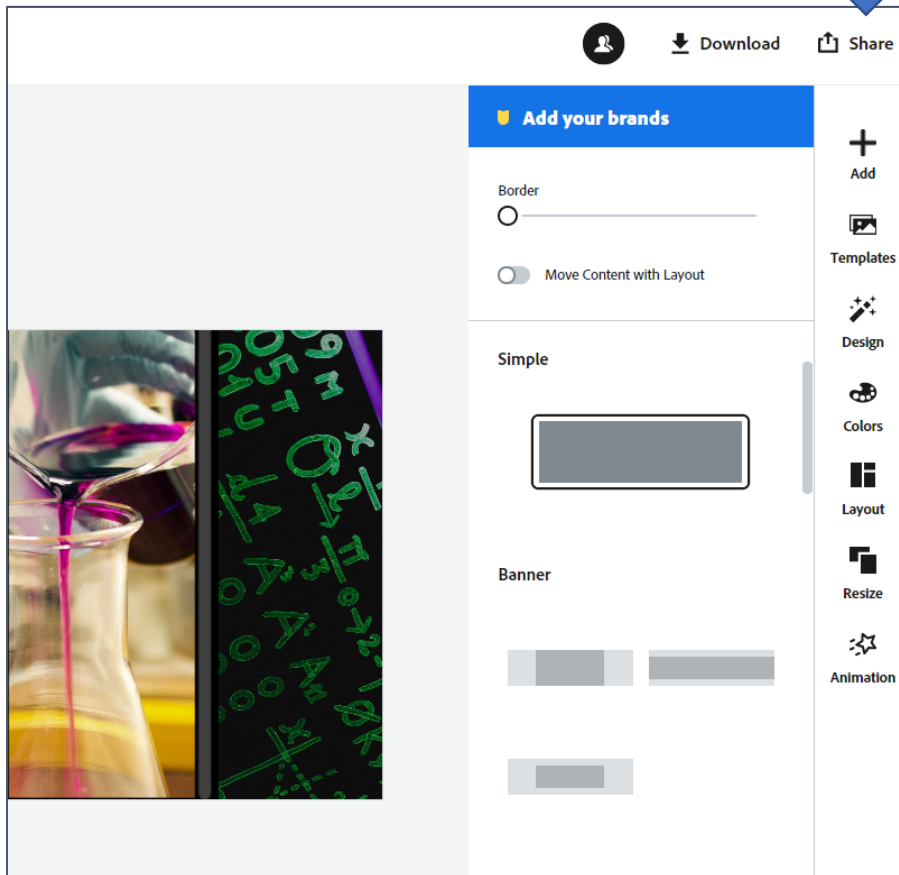 Download
Share
Add your brands
Add
Border
Move Content with Layout
Templates
Simple
Design
Colors
Layout
Banner
Resize
Animation